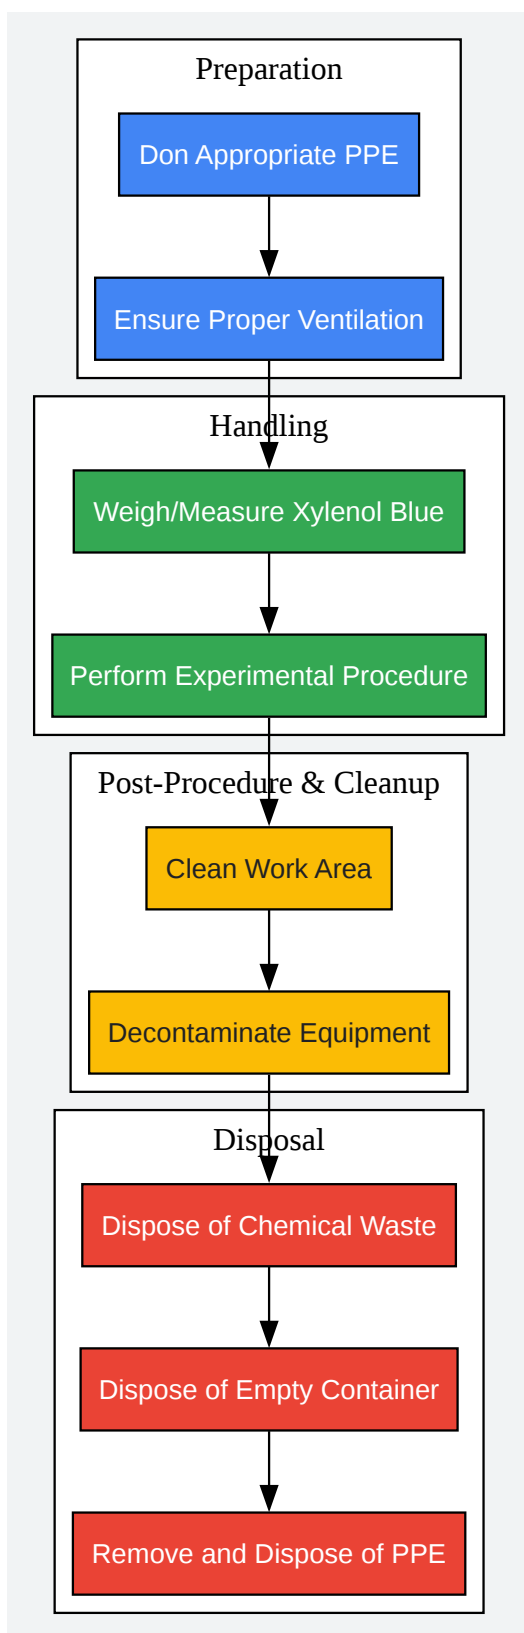 Preparation
Don Appropriate PPE
Ensure Proper Ventilation
Handling
Weigh/Measure Xylenol Blue
Perform Experimental Procedure
Post-Procedure & Cleanup
Clean Work Area
Decontaminate Equipment
Disposal
Dispose of Chemical Waste
Dispose of Empty Container
Remove and Dispose of PPE